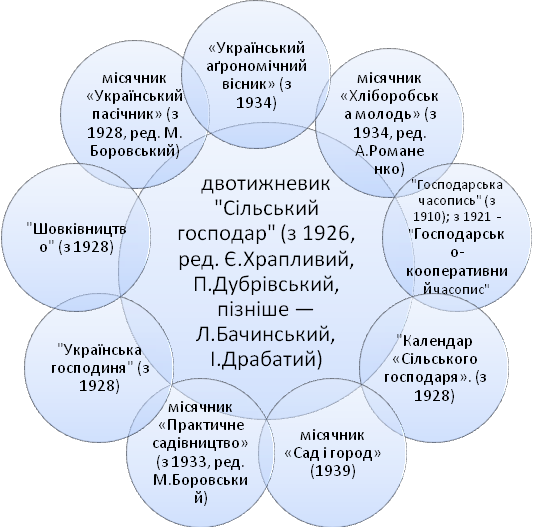 «Український
аґрономічний
вісник» (з
1934)
місячник
«Хліборобськ
а молодь» (з
1934, ред.
А.Романе
нко)
"Господарська
часопись" (з
1910); з 1921 -
"Господарськ
о-
кооперативни
йчасопис"
"Календар
«Сільського
господаря». (з
1928)
місячник
«Сад і город»
(1939)
місячник
«Практичне
садівництво»
(з 1933, ред.
М.Боровськи
й)
"Українська
господиня" (з
1928)
"Шовківництв
о" (з 1928)
місячник
«Український
пасічник» (з
1928, ред. М.
Боровський)
двотижневик
"Сільський
господар" (з 1926,
ред. Є.Храпливий,
П.Дубрівський,
пізніше —
Л.Бачинський,
І.Драбатий)